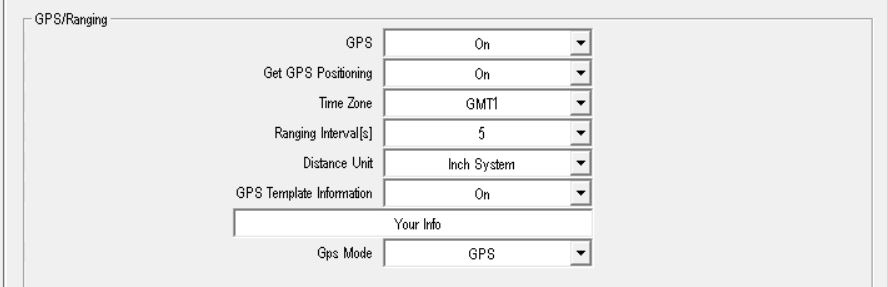 GPS/Ranging
GPS On
Get GPS Positioning On
Time Zone GMT1
Ranging Interval[s] 5
Distance Unit Inch System
GPS Template Information On
Your Info
Gps Mode GPS